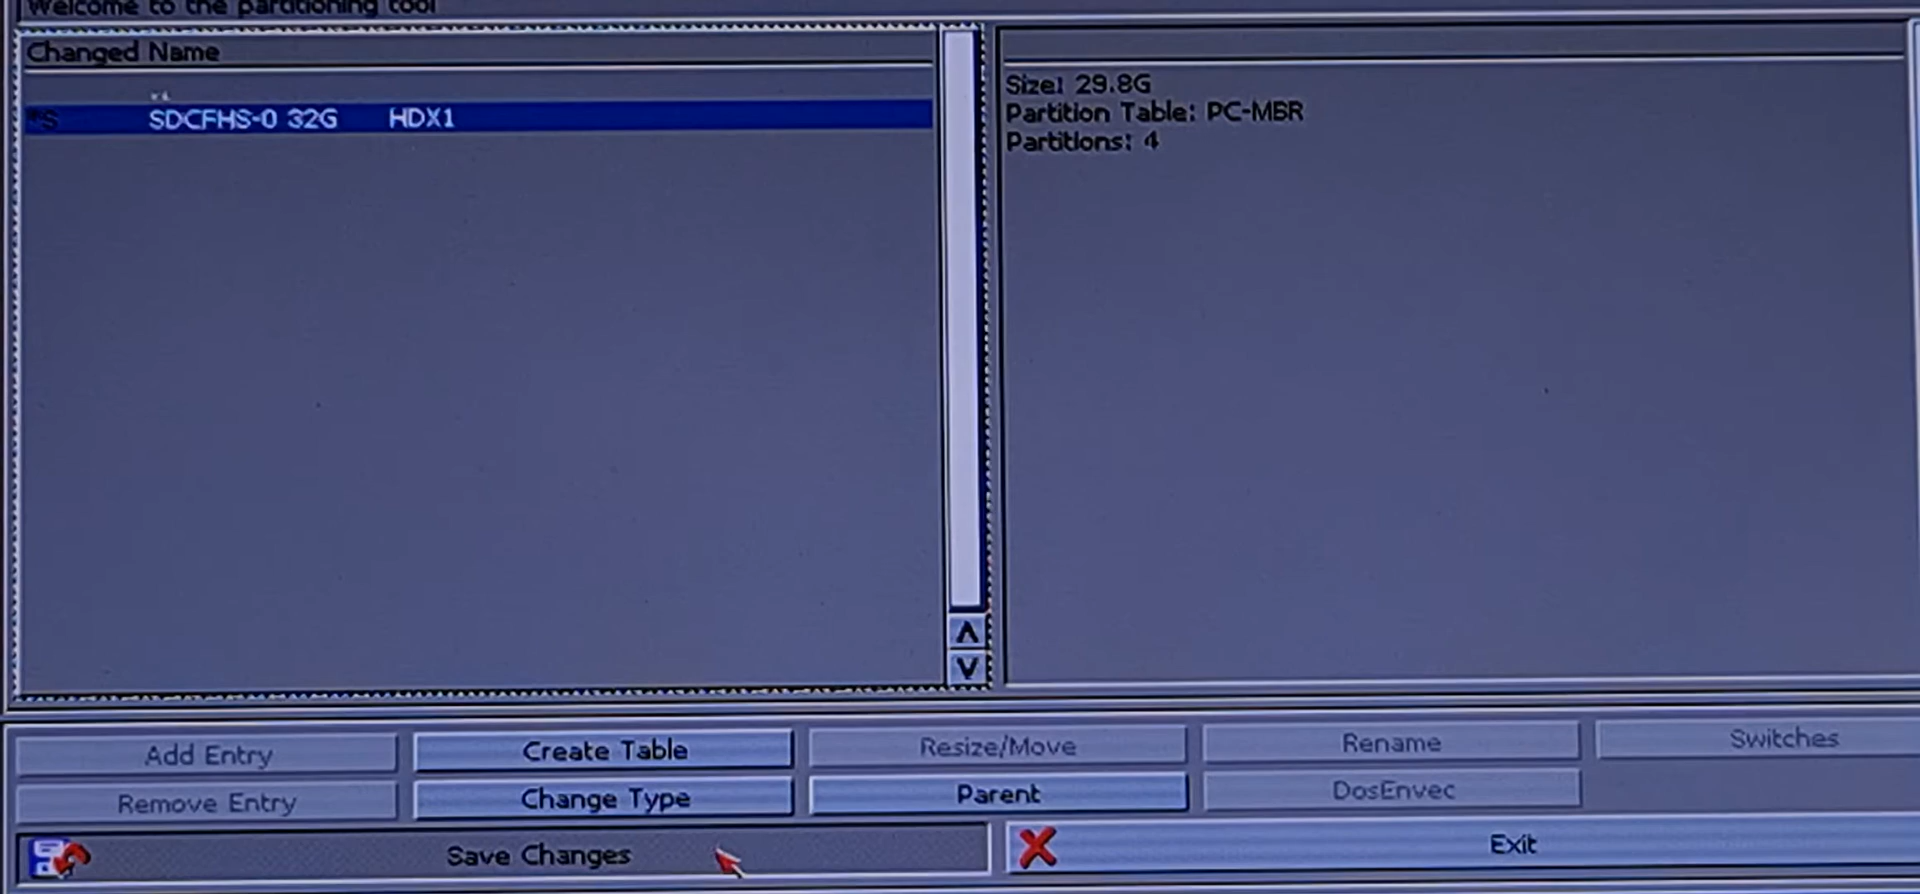 Welcome to the partitioning tool
Changed Name
*S SDCFHS-0 32G HDX1
Size: 29.8G
Partition Table: PC-MBR
Partitions: 4
Add Entry
Create Table
Resize/Move
Rename
Switches
Remove Entry
Change Type
Parent
DosEnvec
Save Changes
Exit